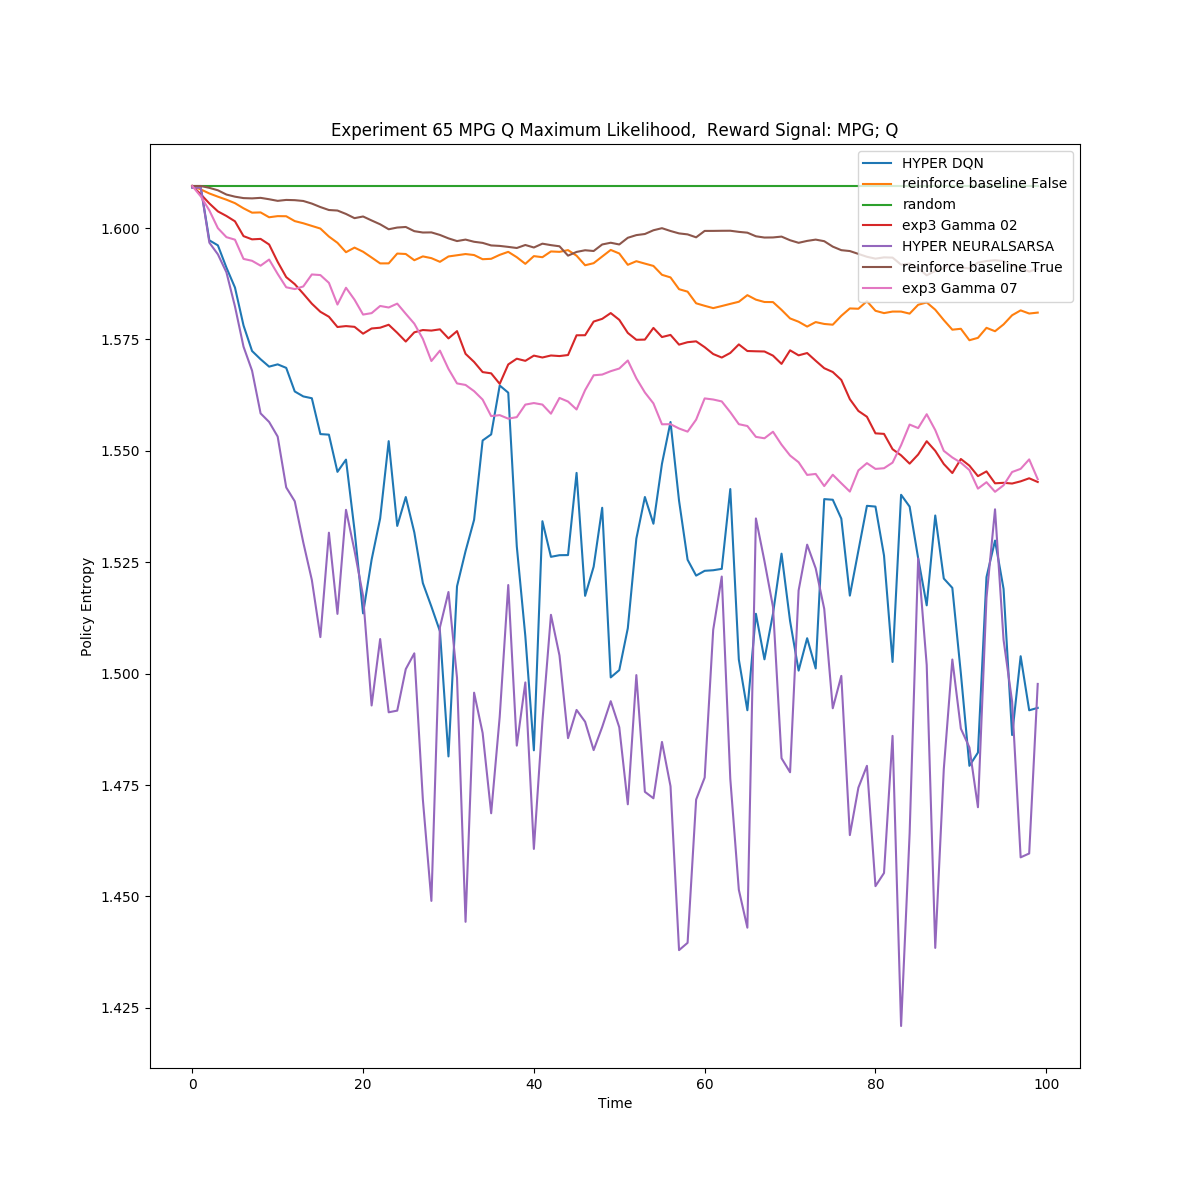 Experiment 65 MPG Q Maximum Likelihood,  Reward Signal: MPG; Q
HYPER DQN
reinforce baseline False
random
exp3 Gamma 02
HYPER NEURALSARSA
reinforce baseline True
exp3 Gamma 07
1.600
1.575
1.550
1.525
1.500
1.475
1.450
1.425
Policy Entropy
0 20 40 60 80 100
Time